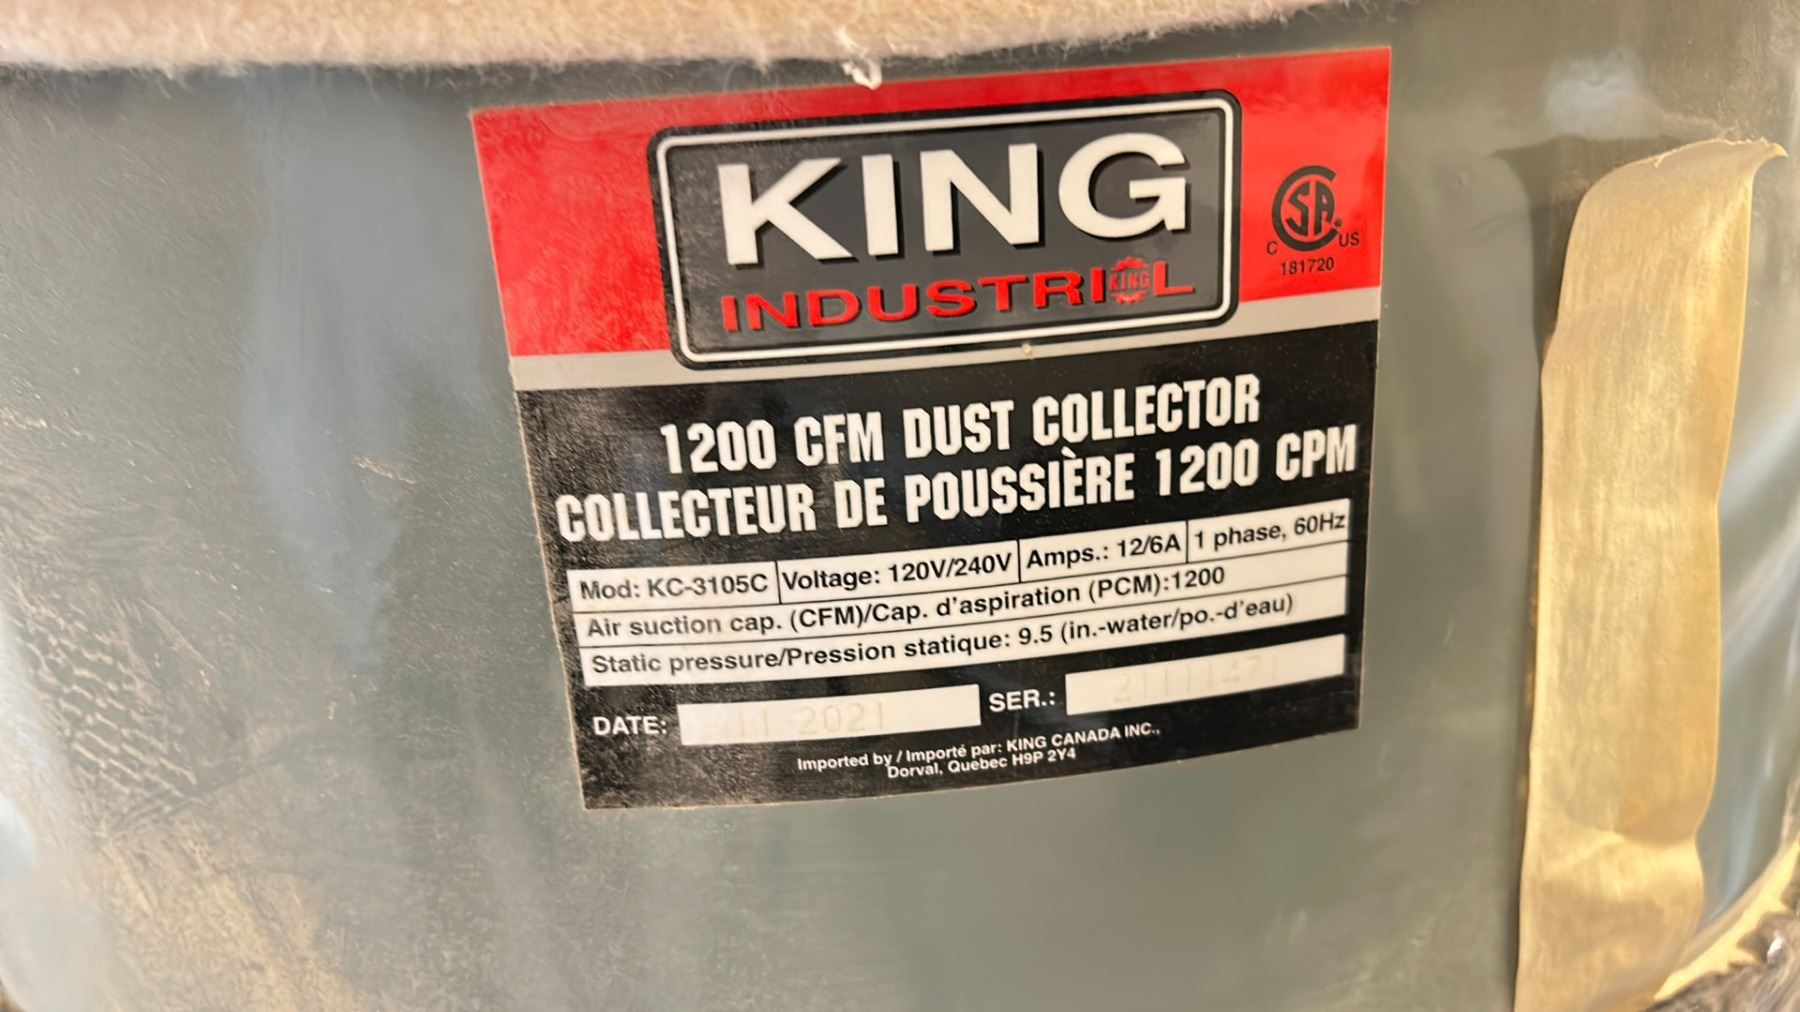 KING
INDUSTRIAL
KING
CSA
C US
181720
1200 CFM DUST COLLECTOR
COLLECTEUR DE POUSSIÈRE 1200 CPM
Mod: KC-3105C Voltage: 120V/240V Amps.: 12/6A 1 phase, 60Hz
Air suction cap. (CFM)/Cap. d'aspiration (PCM):1200
Static pressure/Pression statique: 9.5 (in.-water/po.-d'eau)
DATE: 2021 SER.:
Imported by / Importé par: KING CANADA INC.,
Dorval, Quebec H9P 2Y4